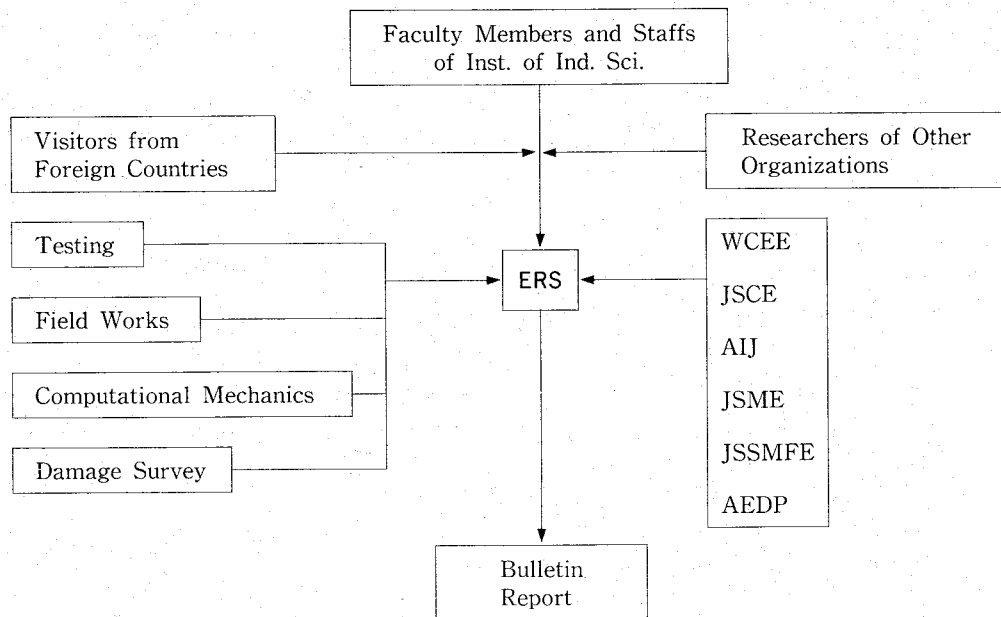 Faculty Members and Staffs
of Inst. of Ind. Sci.
Visitors from
Foreign Countries
Researchers of Other
Organizations
Testing
Field Works
Computational Mechanics
Damage Survey
ERS
WCEE
JSCE
AIJ
JSME
JSSMFE
AEDP
Bulletin
Report